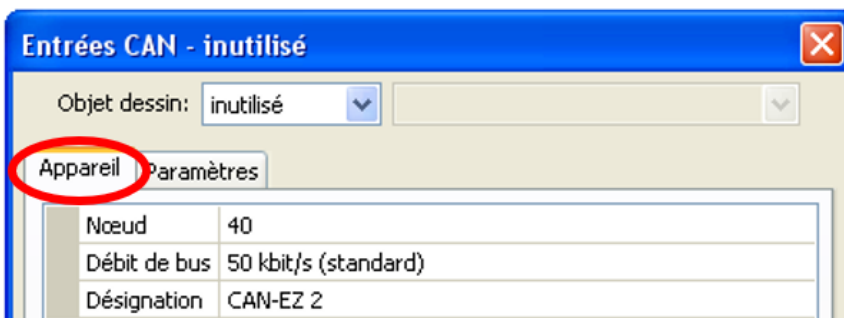 Entrées CAN - inutilisé
Objet dessin: inutilisé
Appareil Paramètres
Nœud 40
Débit de bus 50 kbit/s (standard)
Désignation CAN-EZ 2